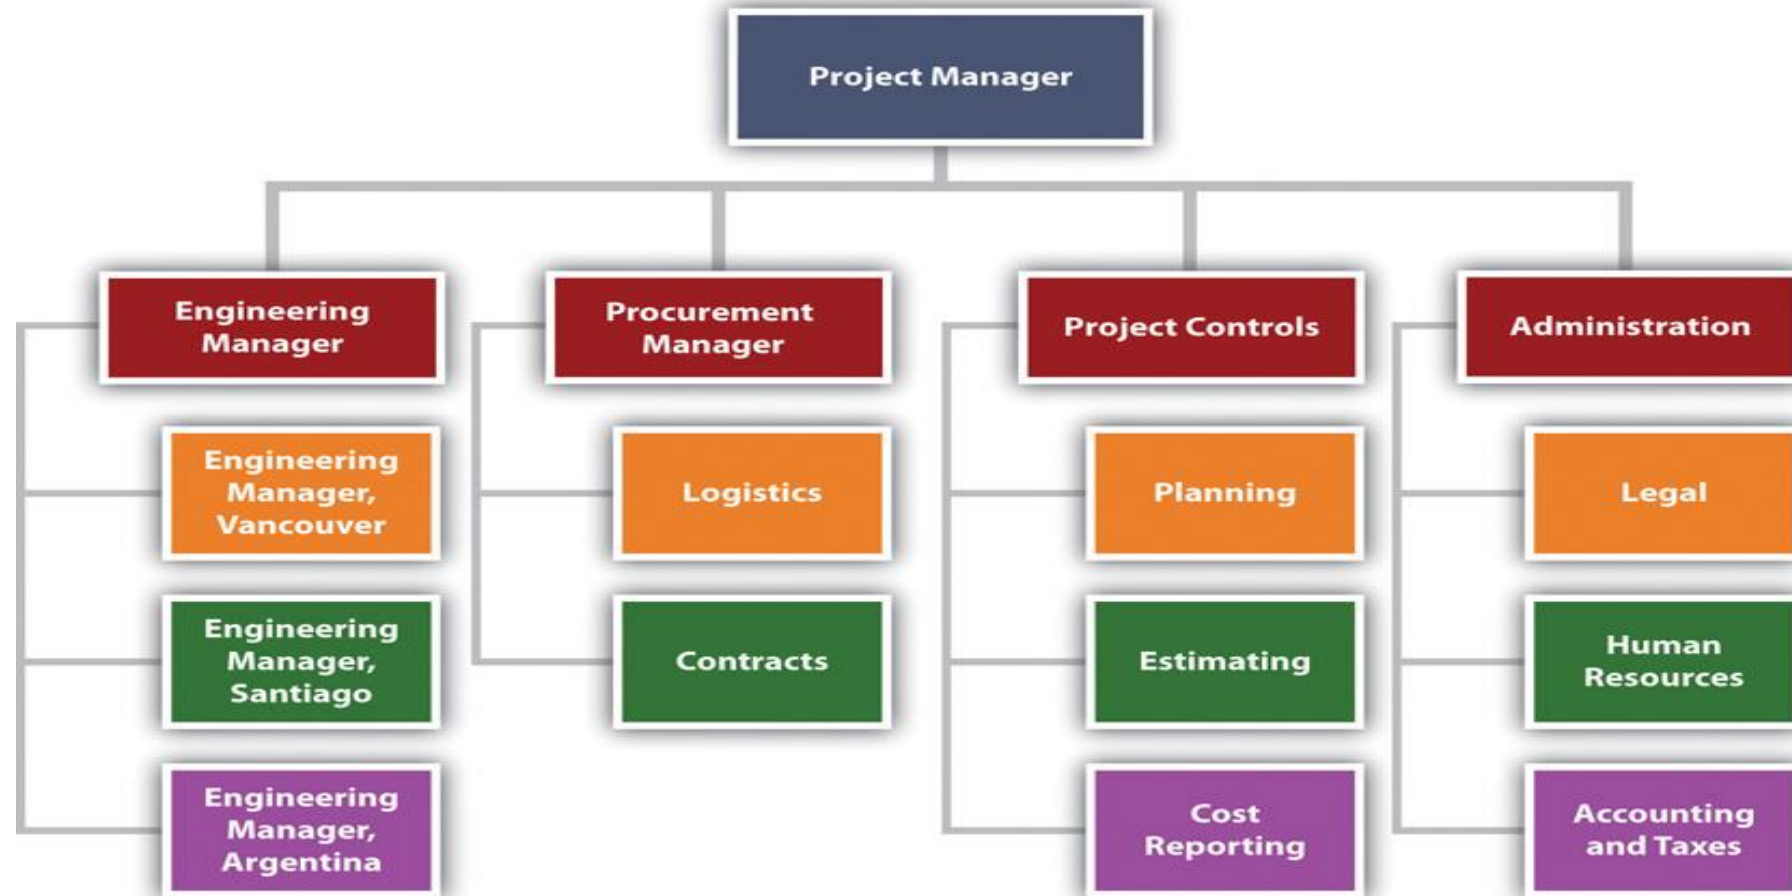 Project Manager
Engineering
Manager
Procurement
Manager
Project Controls
Administration
Engineering
Manager,
Vancouver
Logistics
Planning
Legal
Engineering
Manager,
Santiago
Contracts
Estimating
Human
Resources
Engineering
Manager,
Argentina
Cost
Reporting
Accounting
and Taxes